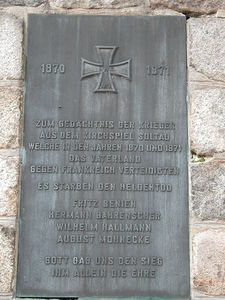 1870 1871
ZUM GEDÄCHTNIS DER KRIEGER
AUS DEM KIRCHSPIEL SOLTAU
WELCHE IN DEN JAHREN 1870 UND 1871
DAS VATERLAND
GEGEN FRANKREICH VERTEIDIGTEN
ES STARBEN DEN HELDENTOD
FRITZ BENIEN
HERMANN BAHRENSCHER
WILHELM HALLMANN
AUGUST MOHNECKE
GOTT GAB UNS DEN SIEG
IHM ALLEIN DIE EHRE